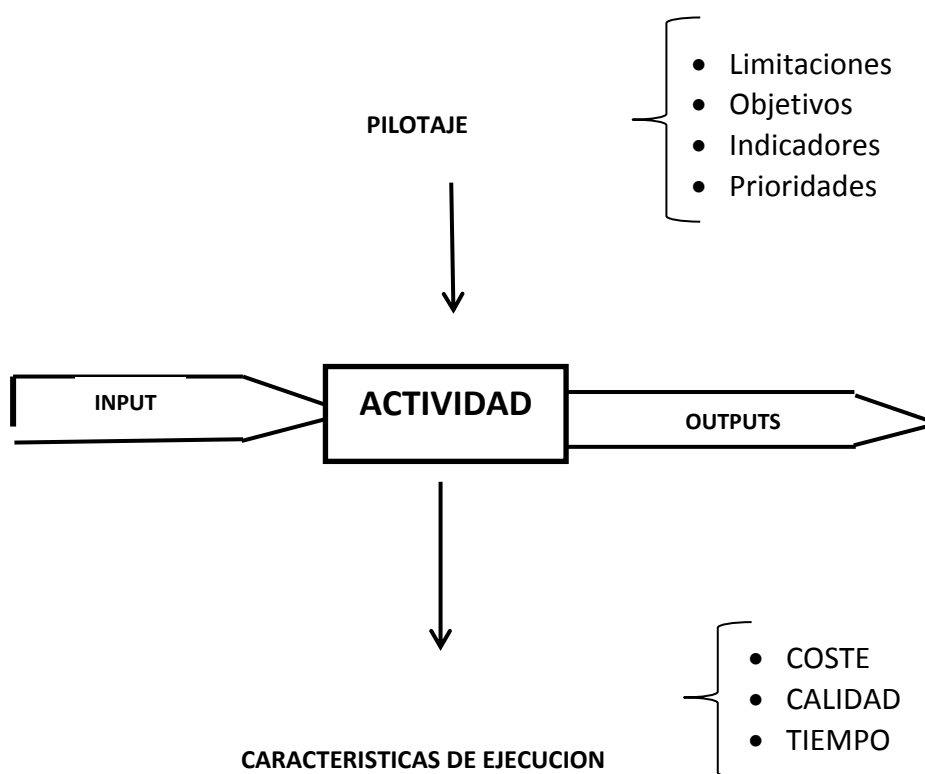 PILOTAJE
• Limitaciones
• Objetivos
• Indicadores
• Prioridades
INPUT
ACTIVIDAD
OUTPUTS
CARACTERISTICAS DE EJECUCION
• COSTE
• CALIDAD
• TIEMPO